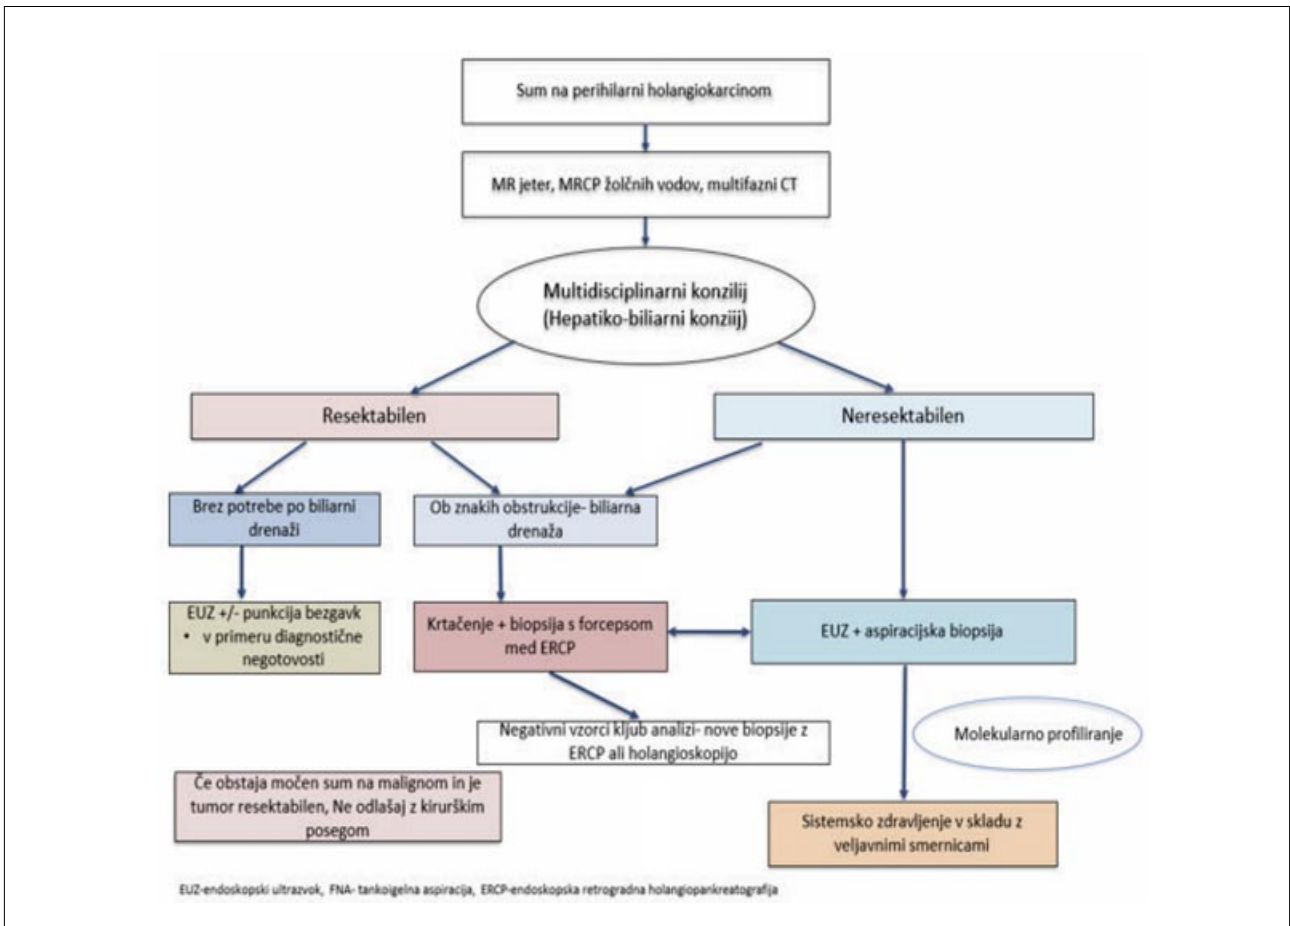 Sum na perihilarni holangiokarcinom
MR jeter, MRCP žolčnih vodov, multifazni CT
Multidisciplinarni konzilij
(Hepatiko-biliarni konziij)
Resektabilen
Neresektabilen
Brez potrebe po biliarni
drenaži
Ob znakih obstrukcije- biliarna
drenaža
EUZ +/- punkcija bezgavk
• v primeru diagnostične
negotovosti
Krtačenje + biopsija s forcepsom
med ERCP
EUZ + aspiracijska biopsija
Negativni vzorci kljub analizi- nove biopsije z
ERCP ali holangioskopijo
Molekularno profiliranje
Če obstaja močen sum na malignom in je
tumor resektabilen, Ne odlašaj z kirurškim
posegom
Sistemsko zdravljenje v skladu z
veljavnimi smernicami
EUZ-endoskopski ultrazvok, FNA- tankoigelna aspiracija, ERCP-endoskopska retrogradna holangiopankreatografija